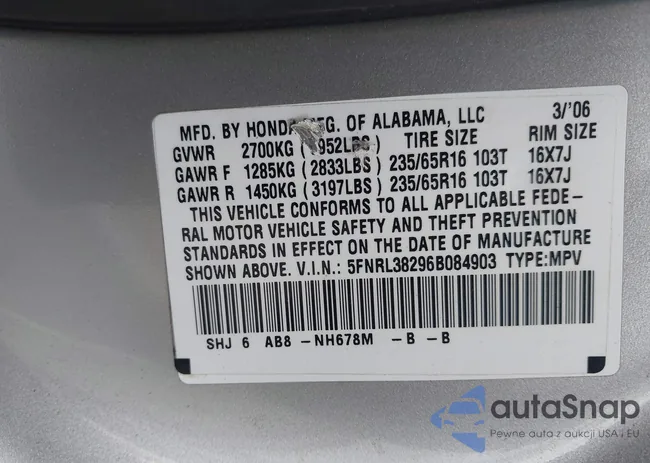 MFD. BY HONDA MFG. OF ALABAMA, LLC 3/'06
GVWR 2700KG ( 952LBS) TIRE SIZE RIM SIZE
GAWR F 1285KG (2833LBS) 235/65R16 103T 16X7J
GAWR R 1450KG (3197LBS) 235/65R16 103T 16X7J
THIS VEHICLE CONFORMS TO ALL APPLICABLE FEDE-
RAL MOTOR VEHICLE SAFETY AND THEFT PREVENTION
STANDARDS IN EFFECT ON THE DATE OF MANUFACTURE
SHOWN ABOVE. V.I.N.: 5FNRL38296B084903 TYPE:MPV
SHJ 6 AB8 -NH678M -B -B
autoSnap
Pewne auta z aukcji USA i EU